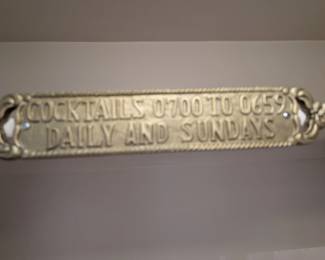 COCKTAILS 0700 TO 0659
DAILY AND SUNDAYS